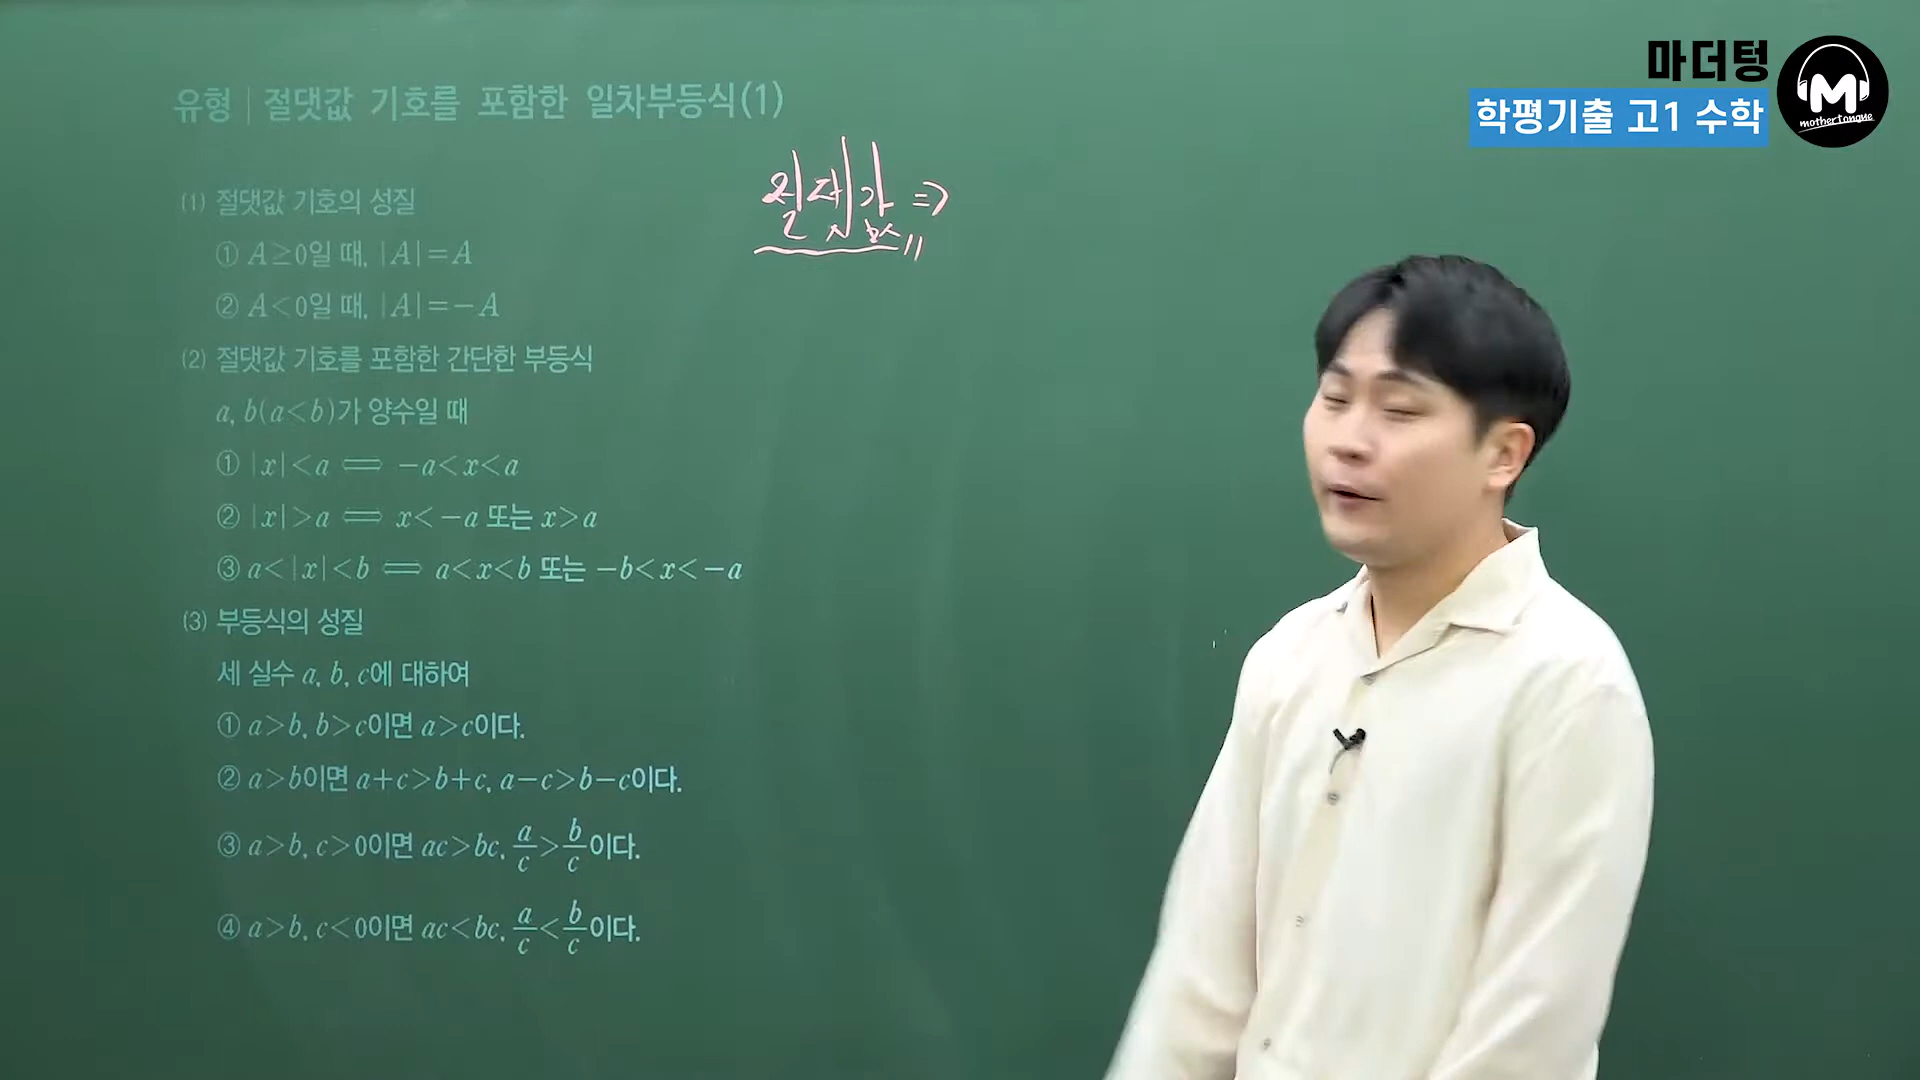 마더텅
학평기출 고1 수학
M
mothertongue
유형 | 절댓값 기호를 포함한 일차부등식(1)
절댓값 ⇒
(1) 절댓값 기호의 성질
① A≥0일 때, |A|=A
② A<0일 때, |A|=-A
(2) 절댓값 기호를 포함한 간단한 부등식
a, b(a<b)가 양수일 때
① |x|<a ⟺ -a<x<a
② |x|>a ⟺ x<-a 또는 x>a
③ a<|x|<b ⟺ a<x<b 또는 -b<x<-a
(3) 부등식의 성질
세 실수 a, b, c에 대하여
① a>b, b>c이면 a>c이다.
② a>b이면 a+c>b+c, a-c>b-c이다.
③ a>b, c>0이면 ac>bc, a/c>b/c이다.
④ a>b, c<0이면 ac<bc, a/c<b/c이다.